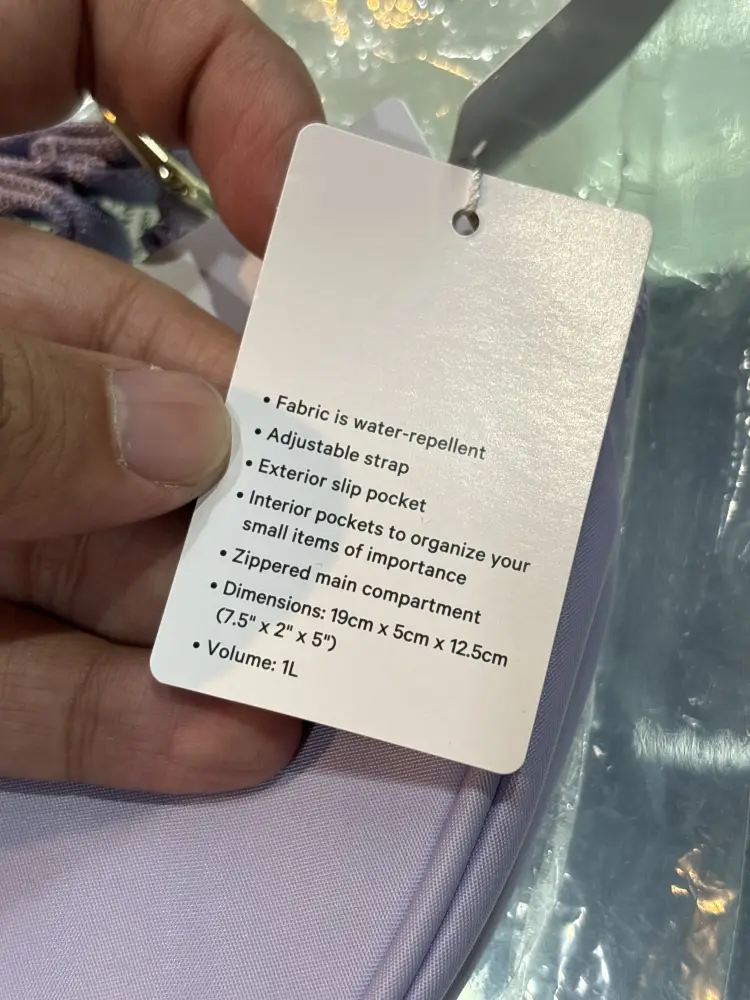 • Fabric is water-repellent
• Adjustable strap
• Exterior slip pocket
• Interior pockets to organize your
small items of importance
• Zippered main compartment
• Dimensions: 19cm x 5cm x 12.5cm
(7.5" x 2" x 5")
• Volume: 1L